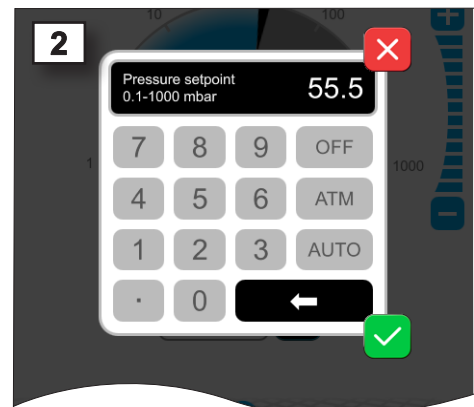 10 100
2
Pressure setpoint
0.1-1000 mbar
55.5
1
1000
7 8 9 OFF
4 5 6 ATM
1 2 3 AUTO
. 0